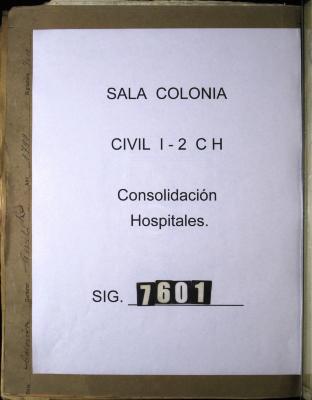 SALA COLONIA
CIVIL I - 2 C H
Consolidación
Hospitales.
SIG. 7601